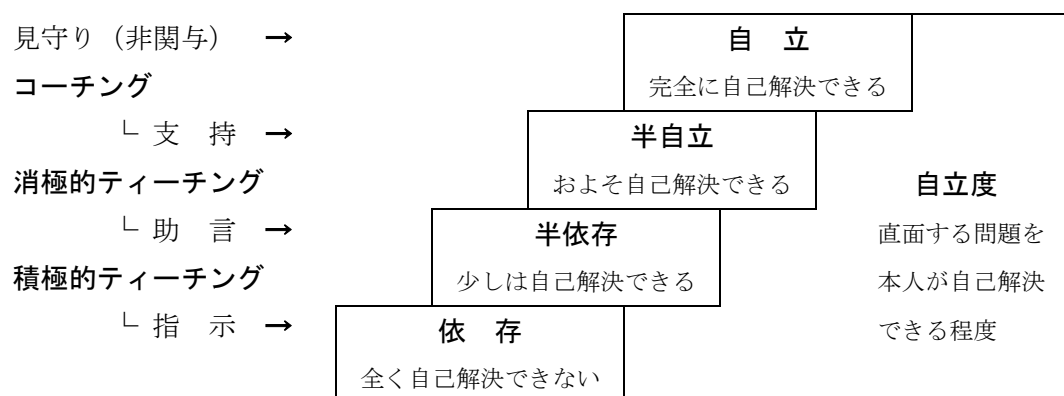 見守り（非関与） → 自 立
コーチング 完全に自己解決できる
└ 支 持 → 半自立
消極的ティーチング およそ自己解決できる 自立度
└ 助 言 → 半依存 直面する問題を
積極的ティーチング 少しは自己解決できる 本人が自己解決
└ 指 示 → 依 存 できる程度
全く自己解決できない